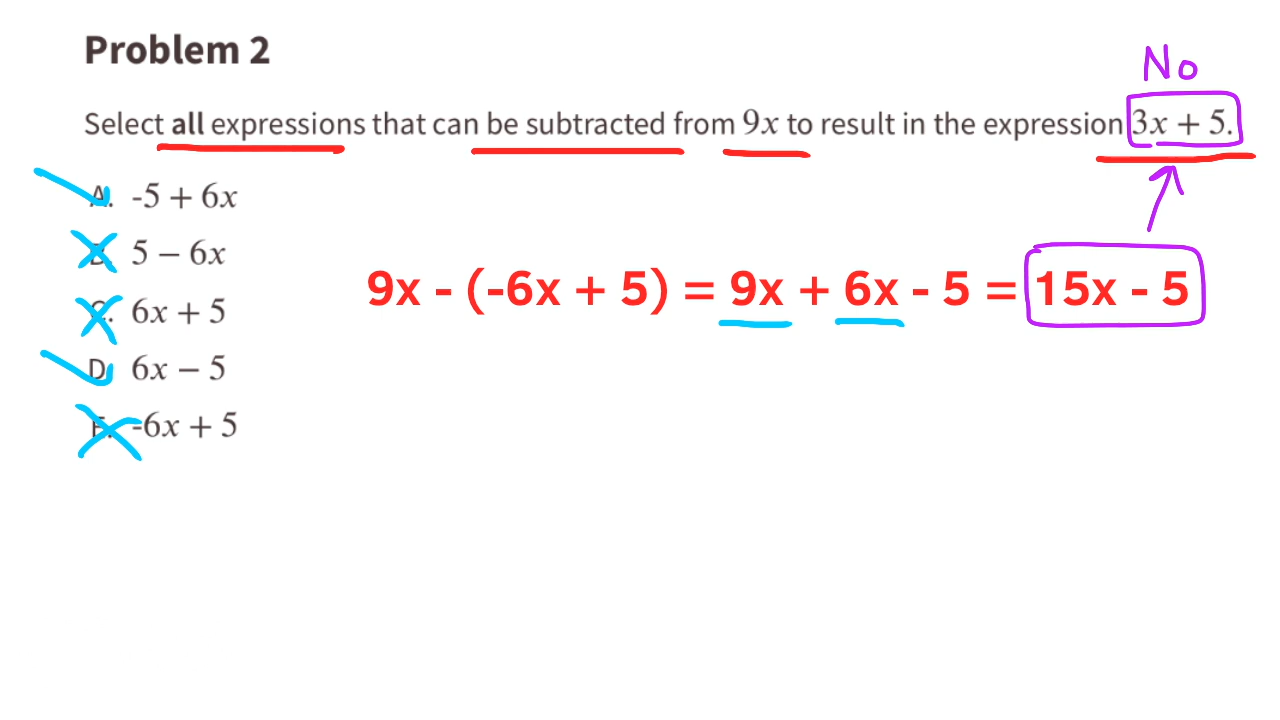 Problem 2
No
Select all expressions that can be subtracted from 9x to result in the expression 3x + 5.
A. -5 + 6x
B. 5 − 6x
C. 6x + 5
D. 6x − 5
E. -6x + 5
9x - (-6x + 5) = 9x + 6x - 5 = 15x - 5